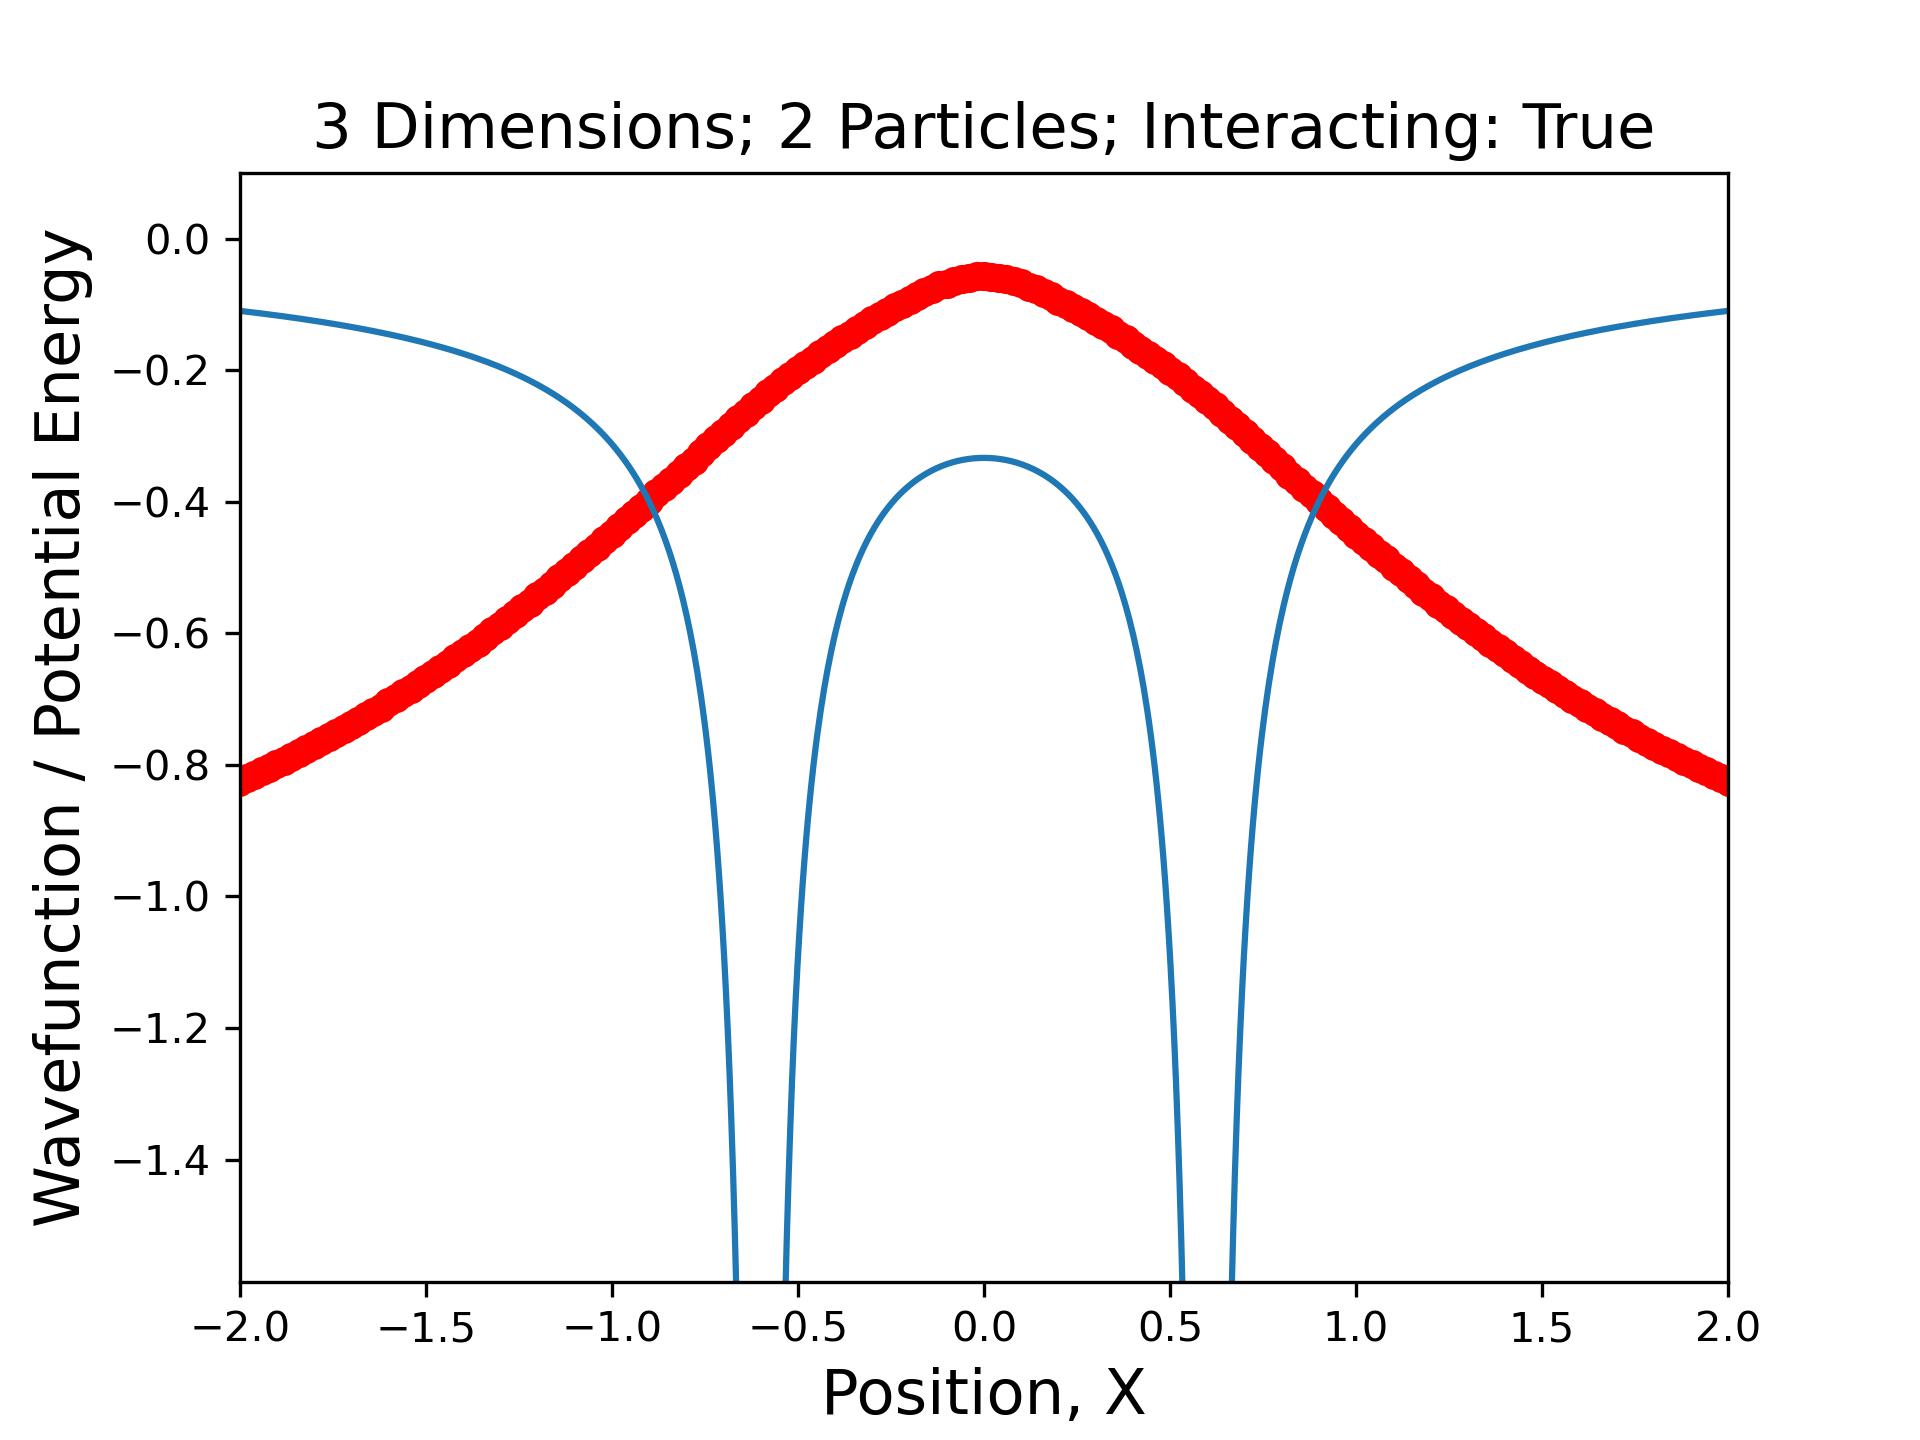 3 Dimensions; 2 Particles; Interacting: True
Wavefunction / Potential Energy
0.0
−0.2
−0.4
−0.6
−0.8
−1.0
−1.2
−1.4
−2.0 −1.5 −1.0 −0.5 0.0 0.5 1.0 1.5 2.0
Position, X